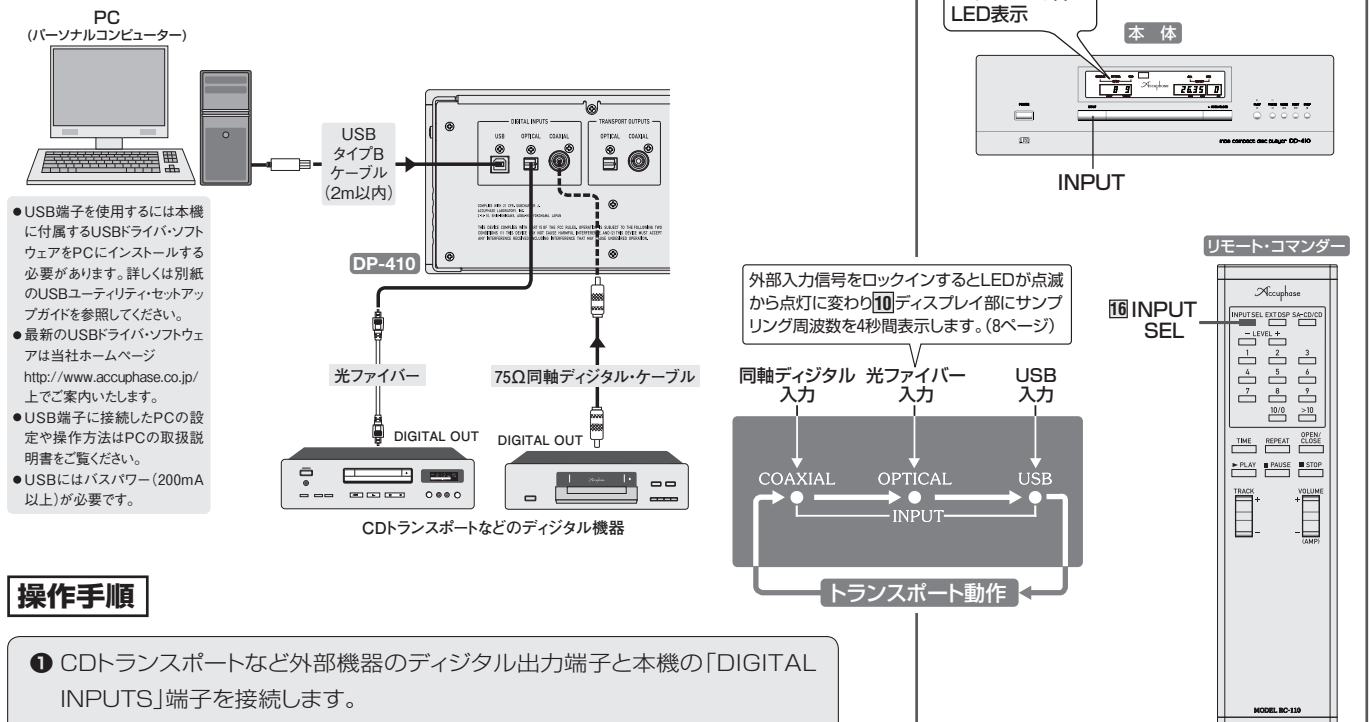 PC
(パーソナルコンピューター)
USB
タイプB
ケーブル
(2m以内)
DIGITAL INPUTS
TRANSPORT OUTPUTS
USB OPTICAL COAXIAL
OPTICAL COAXIAL
DP-410
●USB端子を使用するには本機
に付属するUSBドライバ・ソフト
ウェアをPCにインストールする
必要があります。詳しくは別紙
のUSBユーティリティ・セットアッ
プガイドを参照してください。
●最新のUSBドライバ・ソフトウェ
アは当社ホームページ
http://www.accuphase.co.jp/
上でご案内いたします。
●USB端子に接続したPCの設
定や操作方法はPCの取扱説
明書をご覧ください。
●USBにはバスパワー(200mA
以上)が必要です。
光ファイバー
75Ω同軸ディジタル・ケーブル
DIGITAL OUT
DIGITAL OUT
CDトランスポートなどのディジタル機器
操作手順
❶ CDトランスポートなど外部機器のディジタル出力端子と本機の「DIGITAL
INPUTS」端子を接続します。
LED表示
本 体
Accuphase
INPUT
外部入力信号をロックインするとLEDが点滅
から点灯に変わり10ディスプレイ部にサンプ
リング周波数を4秒間表示します。(8ページ)
同軸ディジタル
入力
光ファイバー
入力
USB
入力
COAXIAL OPTICAL USB
INPUT
トランスポート動作
リモート・コマンダー
16 INPUT
SEL
Accuphase
INPUT SEL EXT DSP SA-CD/CD
− LEVEL +
1 2 3
4 5 6
7 8 9
10/0 >10
TIME REPEAT OPEN/
CLOSE
► PLAY ▮▮ PAUSE ■ STOP
TRACK VOLUME
+ +
− −
(AMP)
MODEL RC-110